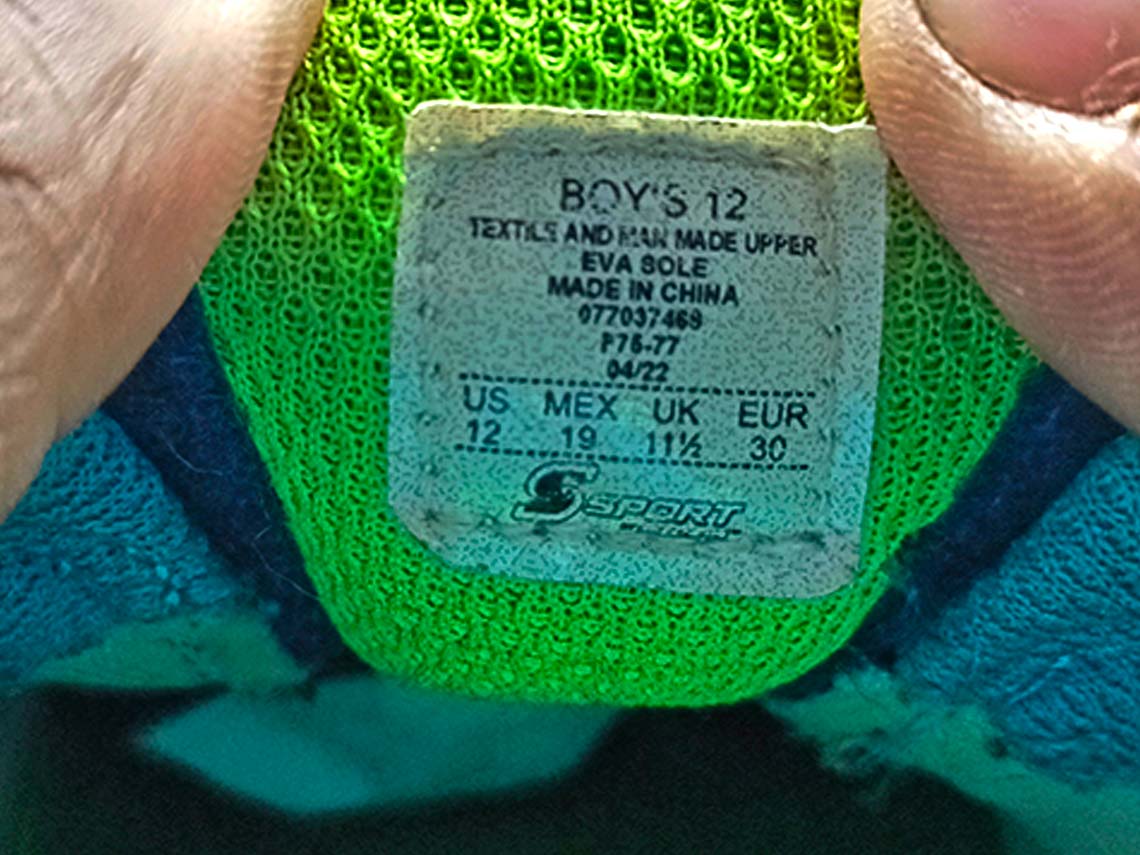 BOY'S 12
TEXTILE AND MAN MADE UPPER
EVA SOLE
MADE IN CHINA
077037469
P76-77
04/22
US MEX UK EUR
12 19 11½ 30
S SPORT